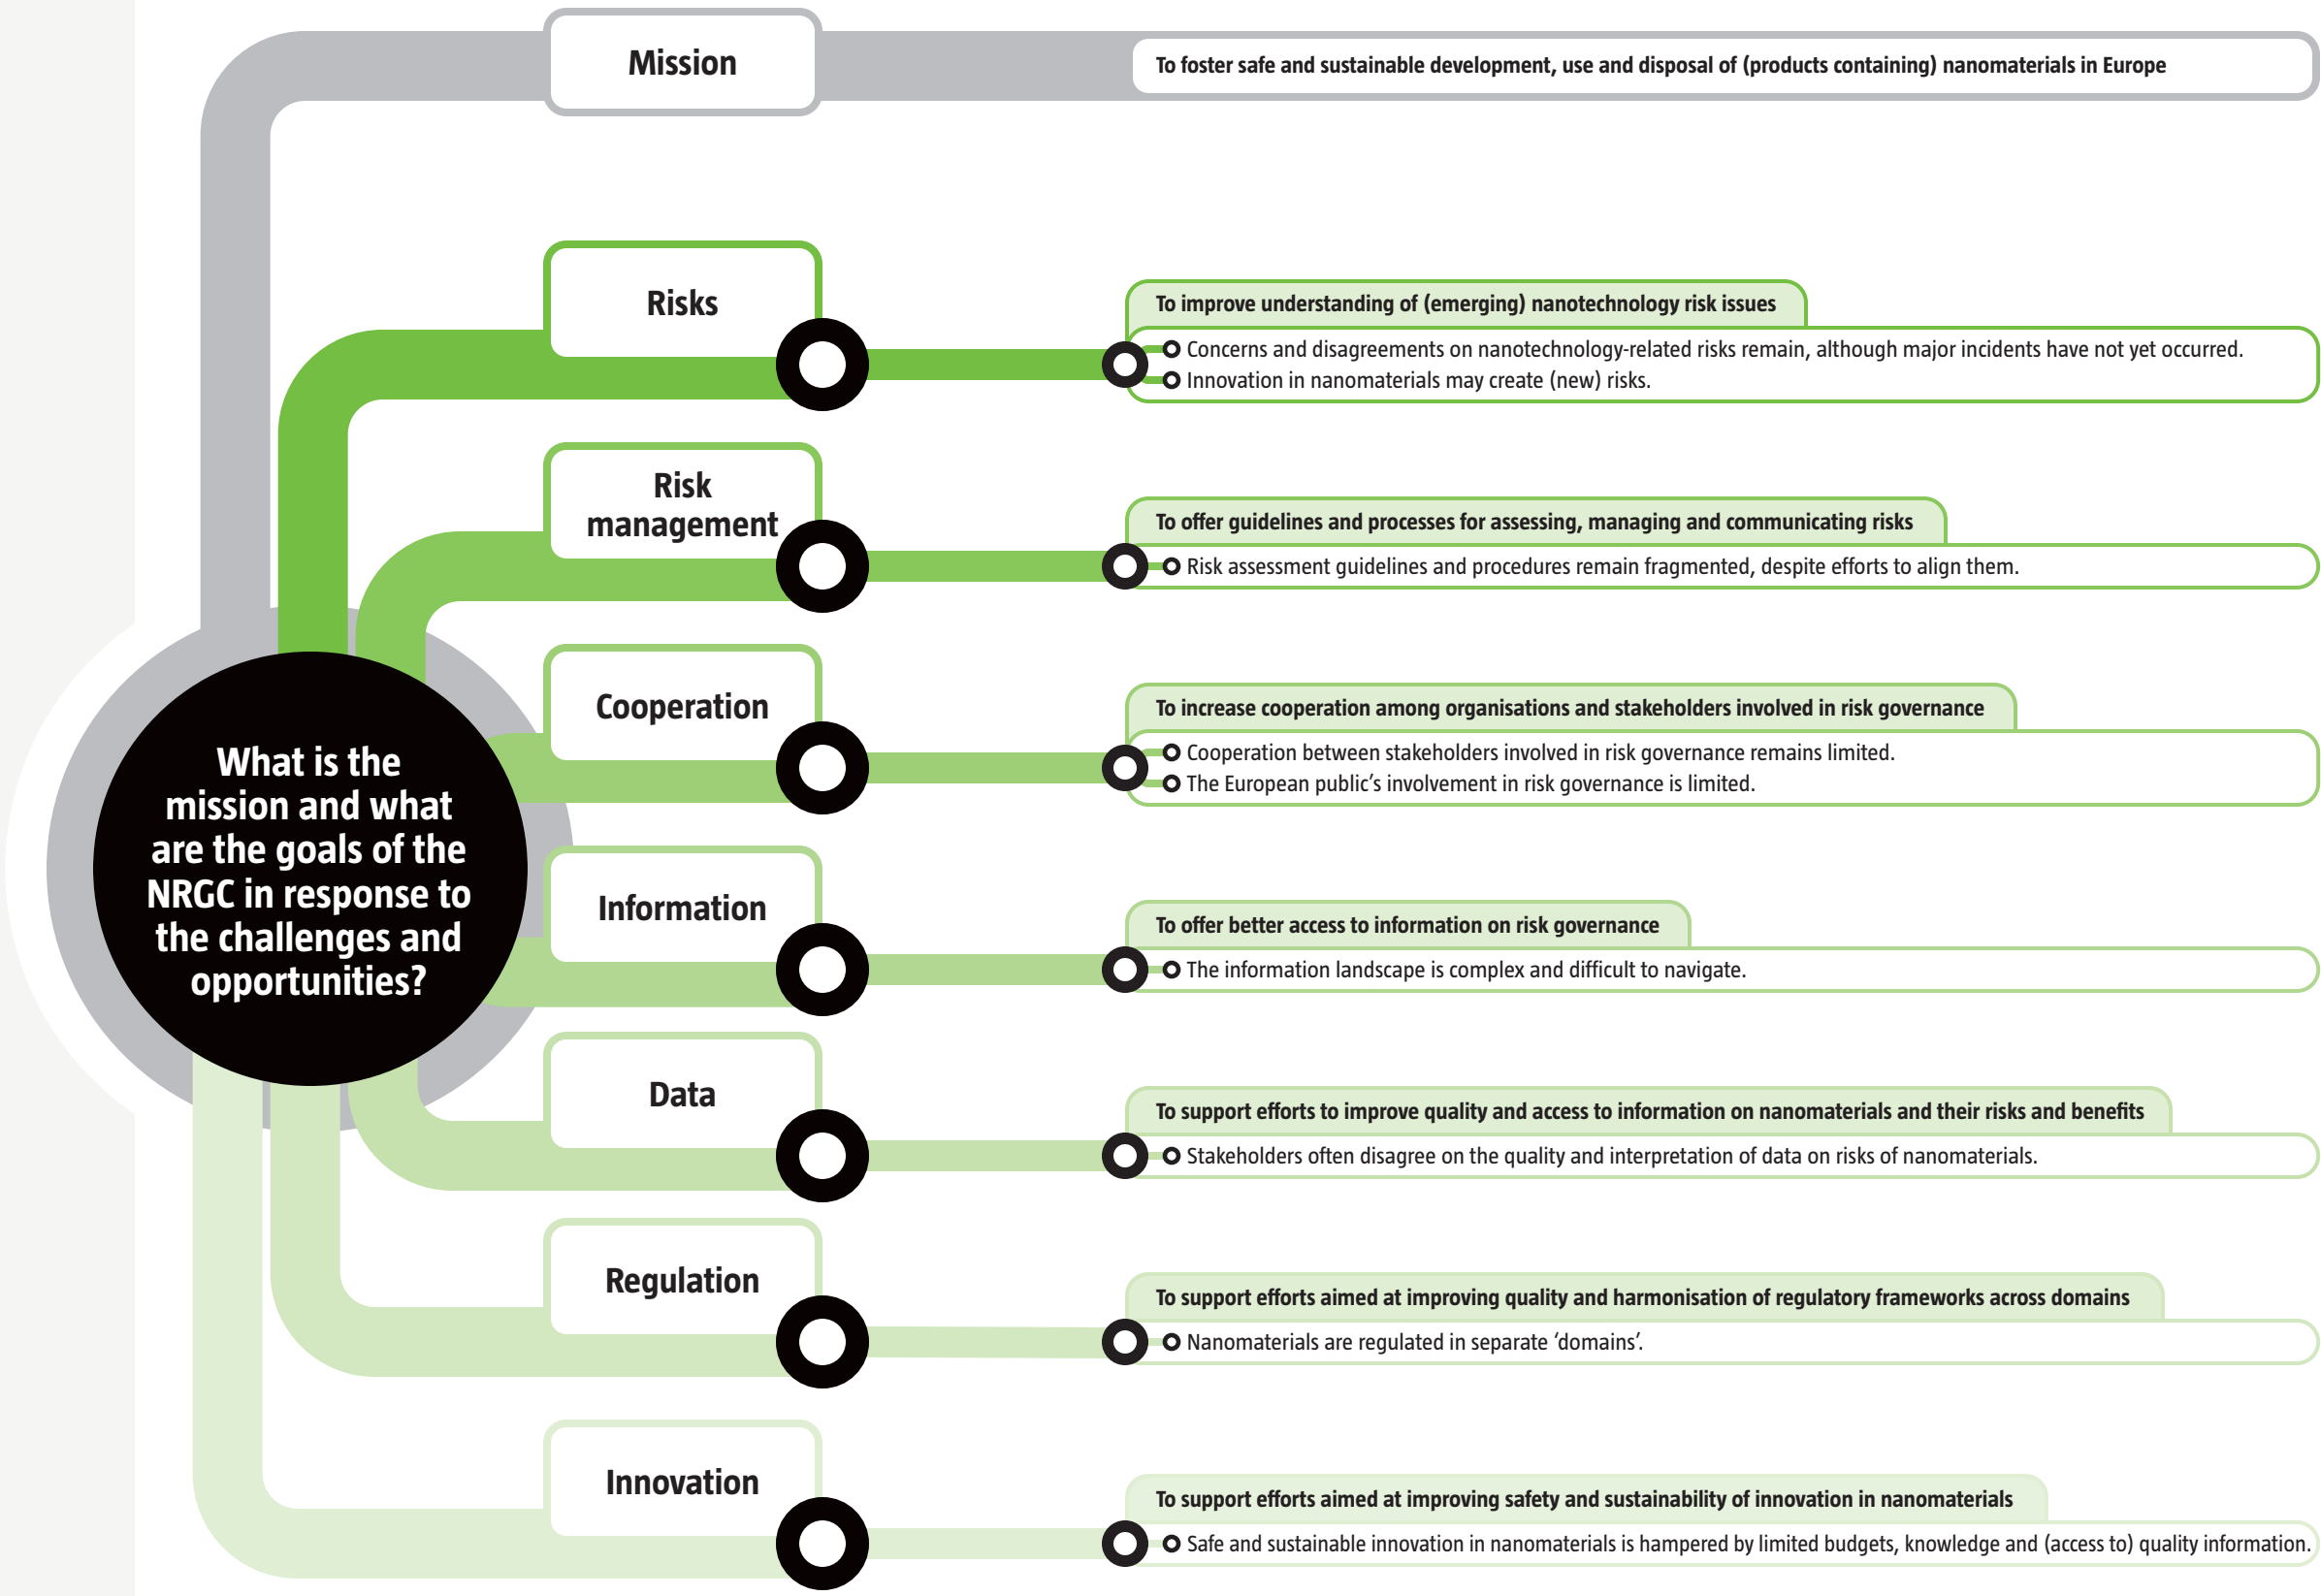 Mission
To foster safe and sustainable development, use and disposal of (products containing) nanomaterials in Europe
Risks
To improve understanding of (emerging) nanotechnology risk issues
Concerns and disagreements on nanotechnology-related risks remain, although major incidents have not yet occurred.
Innovation in nanomaterials may create (new) risks.
Risk
management
To offer guidelines and processes for assessing, managing and communicating risks
Risk assessment guidelines and procedures remain fragmented, despite efforts to align them.
Cooperation
To increase cooperation among organisations and stakeholders involved in risk governance
Cooperation between stakeholders involved in risk governance remains limited.
The European public’s involvement in risk governance is limited.
What is the
mission and what
are the goals of the
NRGC in response to
the challenges and
opportunities?
Information
To offer better access to information on risk governance
The information landscape is complex and difficult to navigate.
Data
To support efforts to improve quality and access to information on nanomaterials and their risks and benefits
Stakeholders often disagree on the quality and interpretation of data on risks of nanomaterials.
Regulation
To support efforts aimed at improving quality and harmonisation of regulatory frameworks across domains
Nanomaterials are regulated in separate ‘domains’.
Innovation
To support efforts aimed at improving safety and sustainability of innovation in nanomaterials
Safe and sustainable innovation in nanomaterials is hampered by limited budgets, knowledge and (access to) quality information.